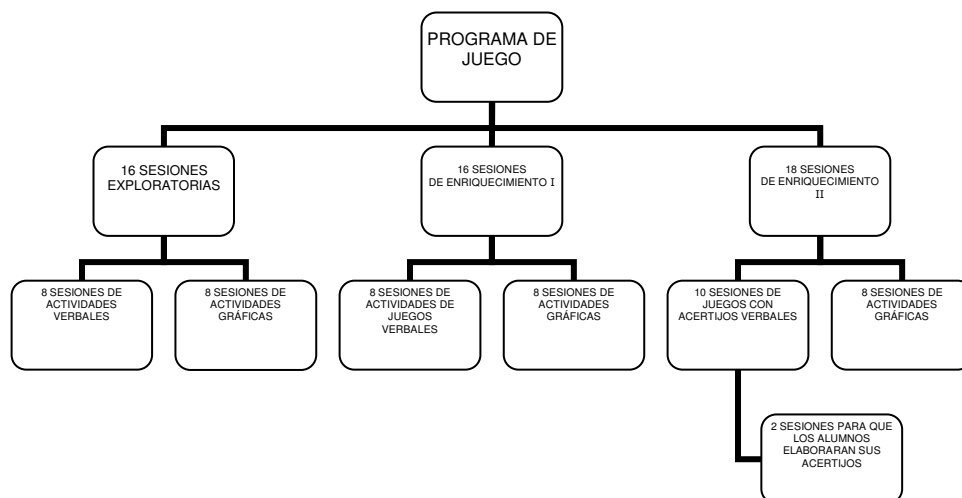 PROGRAMA DE
JUEGO
16 SESIONES
EXPLORATORIAS
16 SESIONES
DE ENRIQUECIMIENTO I
18 SESIONES
DE ENRIQUECIMIENTO
II
8 SESIONES DE
ACTIVIDADES
VERBALES
8 SESIONES DE
ACTIVIDADES
GRÁFICAS
8 SESIONES DE
ACTIVIDADES DE
JUEGOS
VERBALES
8 SESIONES DE
ACTIVIDADES
GRÁFICAS
10 SESIONES DE
JUEGOS CON
ACERTIJOS VERBALES
8 SESIONES DE
ACTIVIDADES
GRÁFICAS
2 SESIONES PARA QUE
LOS ALUMNOS
ELABORARAN SUS
ACERTIJOS